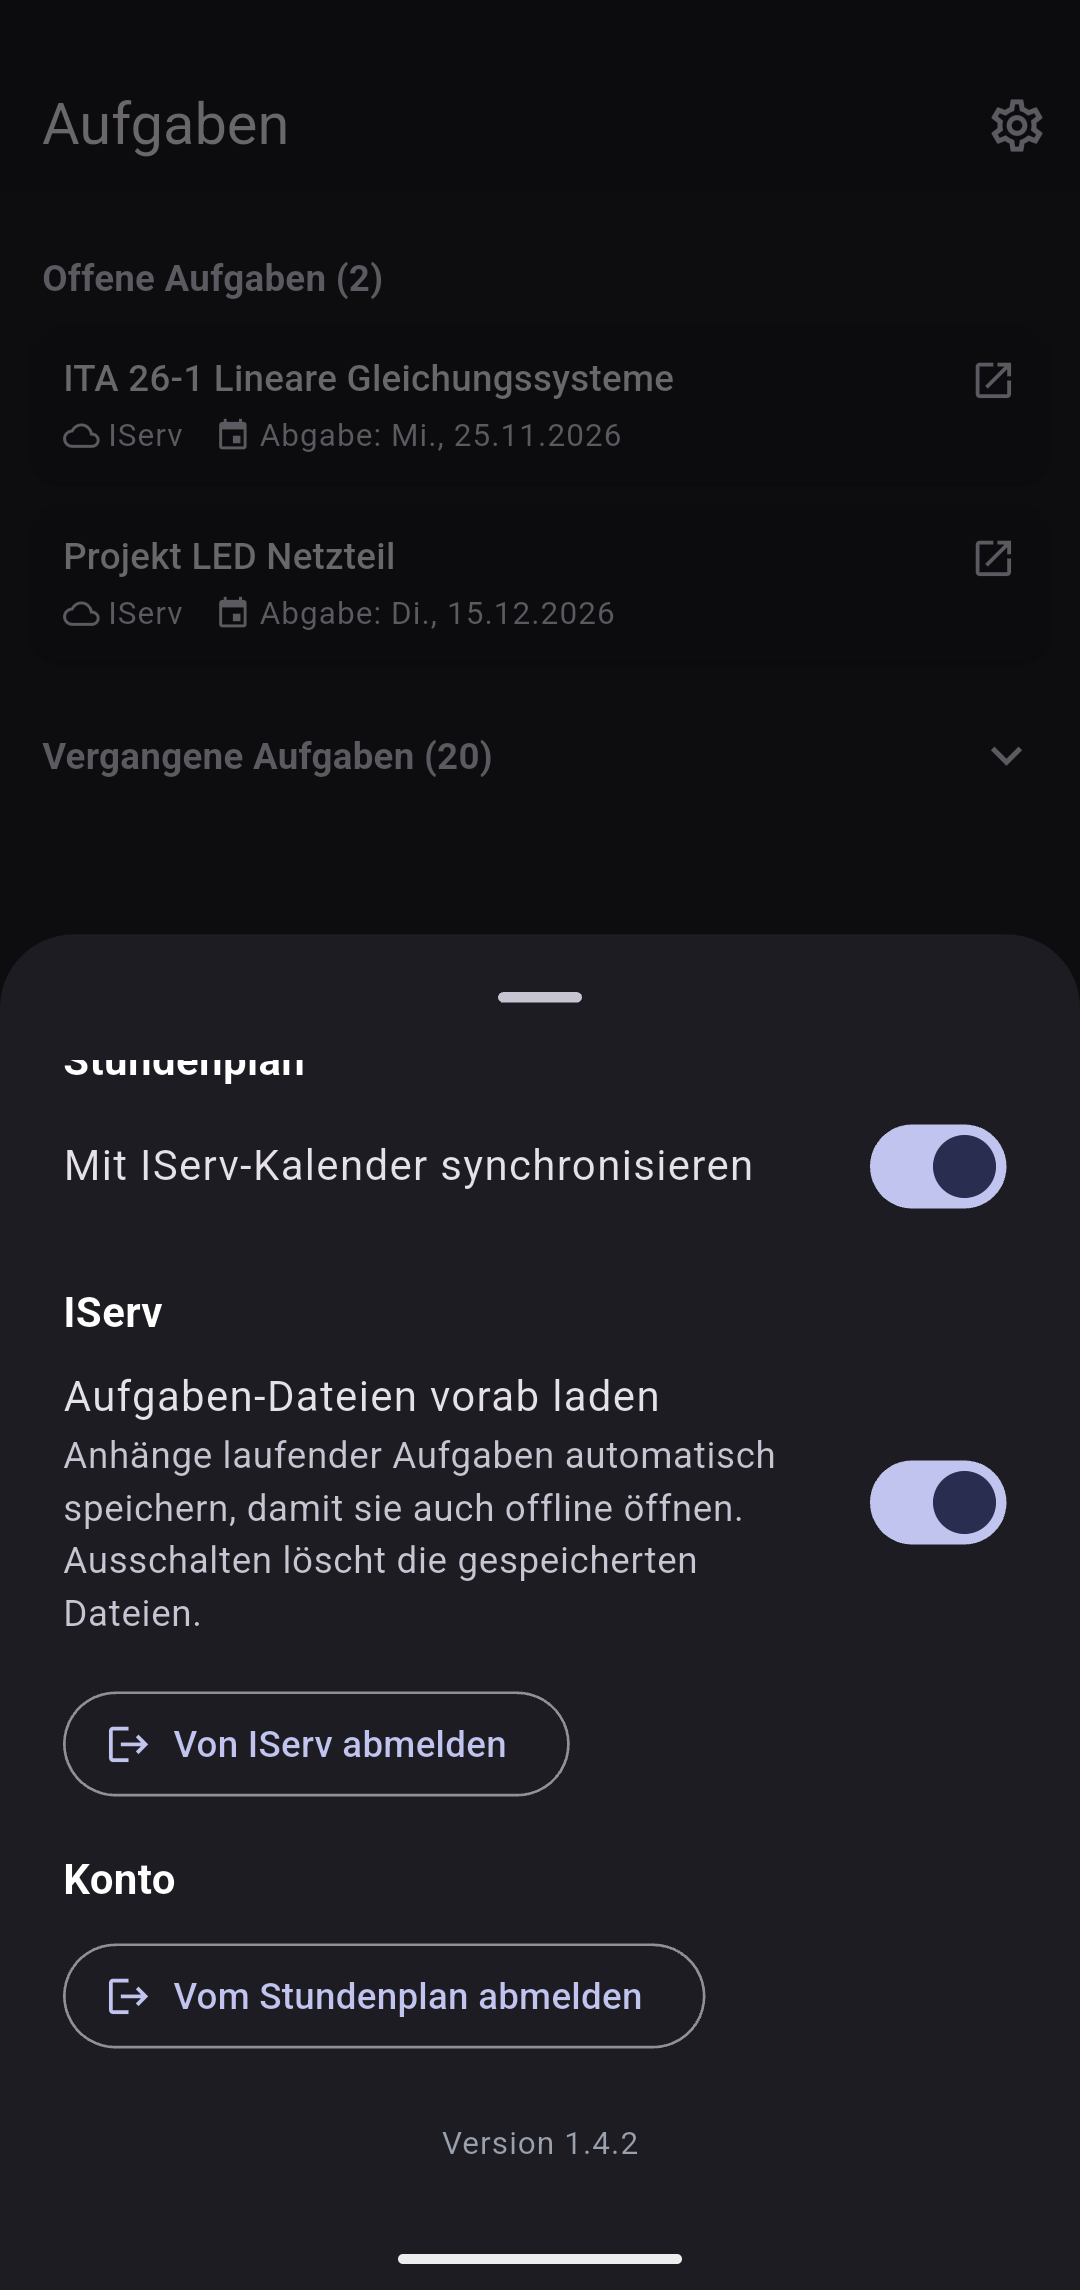 Aufgaben
Offene Aufgaben (2)
ITA 26-1 Lineare Gleichungssysteme
IServ Abgabe: Mi., 25.11.2026
Projekt LED Netzteil
IServ Abgabe: Di., 15.12.2026
Vergangene Aufgaben (20)
Stundenplan
Mit IServ-Kalender synchronisieren
IServ
Aufgaben-Dateien vorab laden
Anhänge laufender Aufgaben automatisch
speichern, damit sie auch offline öffnen.
Ausschalten löscht die gespeicherten
Dateien.
Von IServ abmelden
Konto
Vom Stundenplan abmelden
Version 1.4.2